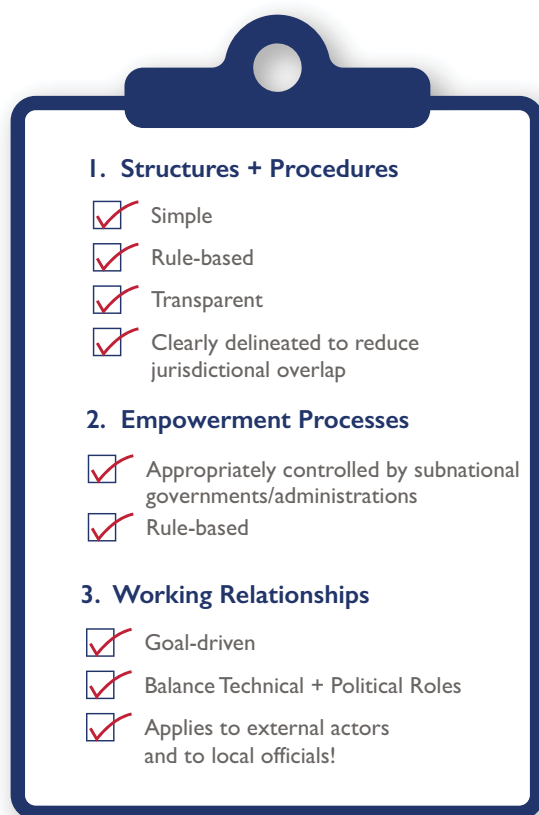 1. Structures + Procedures
Simple
Rule-based
Transparent
Clearly delineated to reduce
jurisdictional overlap
2. Empowerment Processes
Appropriately controlled by subnational
governments/administrations
Rule-based
3. Working Relationships
Goal-driven
Balance Technical + Political Roles
Applies to external actors
and to local officials!